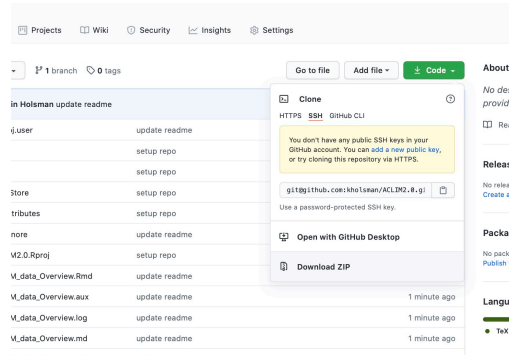 Projects Wiki Security Insights Settings
1 branch 0 tags Go to file Add file Code About
in Holsman update readme
Clone
HTTPS SSH GitHub CLI
You don't have any public SSH keys in your
GitHub account. You can add a new public key,
or try cloning this repository via HTTPS.
git@github.com:kholsman/ACLIM2.0.gi
Use a password-protected SSH key.
Open with GitHub Desktop
Download ZIP
j.user update readme
setup repo
setup repo
Store setup repo
tributes setup repo
nore update readme
M2.0.Rproj setup repo
M_data_Overview.Rmd update readme
M_data_Overview.aux update readme 1 minute ago
M_data_Overview.log update readme 1 minute ago
M_data_Overview.md update readme 1 minute ago
No des
provid
Rea
Releas
No relea
Create a
Packa
No pack
Publish
Langu
TeX